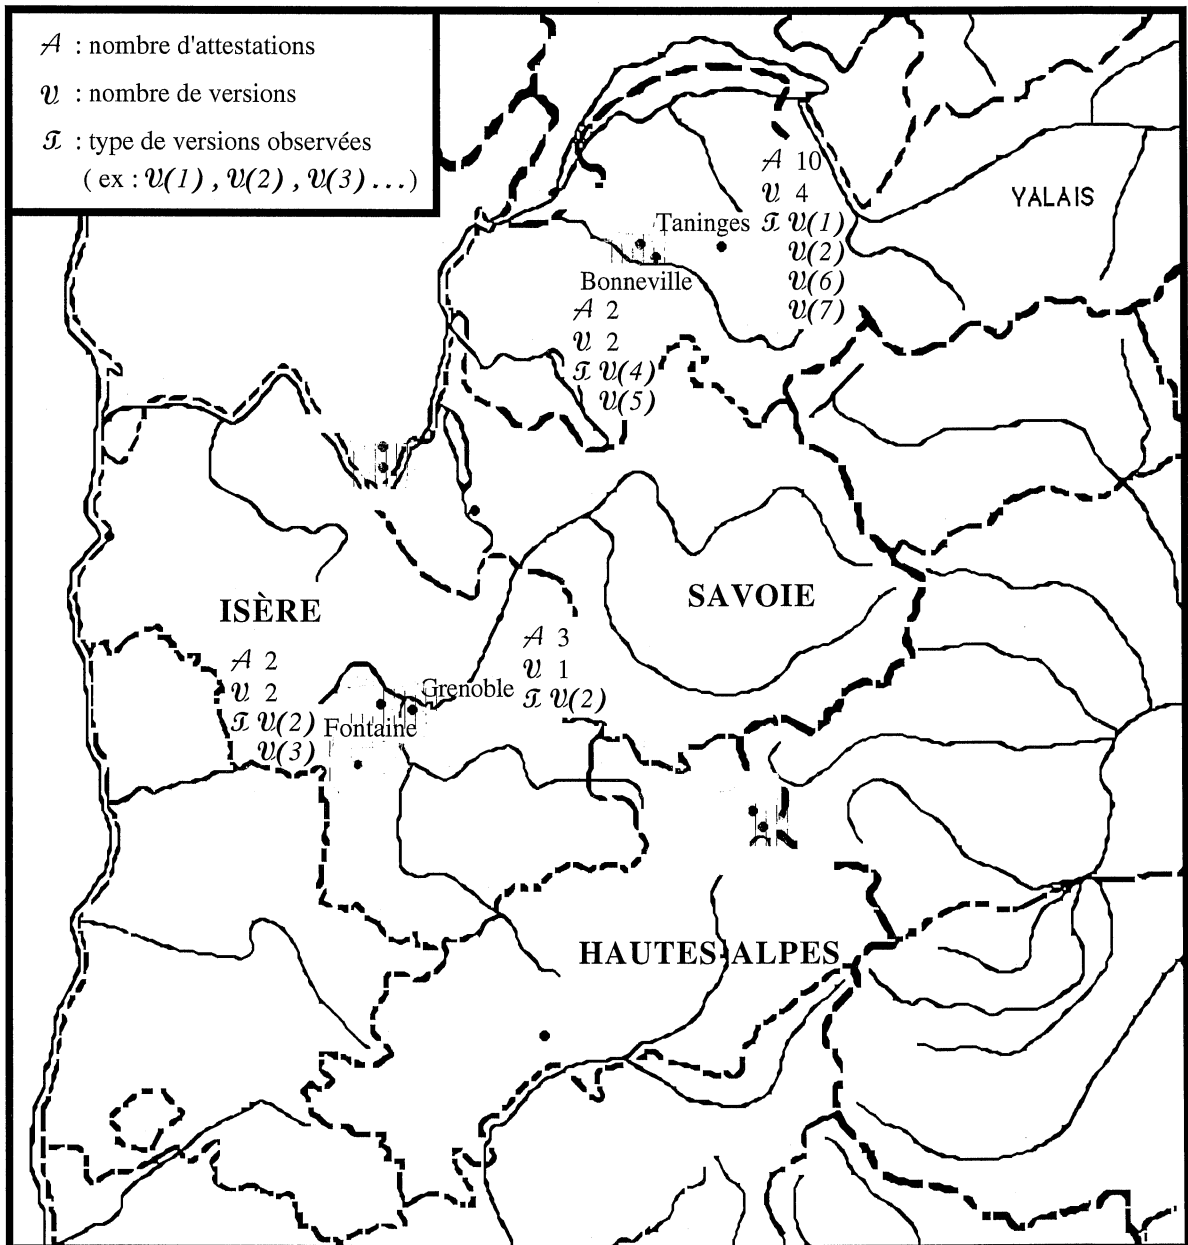 A : nombre d'attestations
V : nombre de versions
T : type de versions observées
( ex : V(1) , V(2) , V(3) ... )
A 10
V 4
T V(1)
V(2)
V(6)
V(7)
YALAIS
Taninges
Bonneville
A 2
V 2
T V(4)
V(5)
SAVOIE
ISÈRE
A 3
V 1
T V(2)
A 2
V 2
T V(2)
V(3)
Grenoble
Fontaine
HAUTES-ALPES